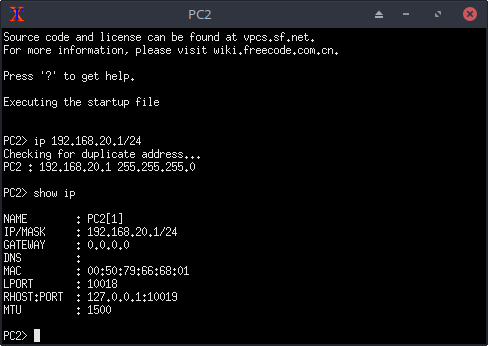 PC2
Source code and license can be found at vpcs.sf.net.
For more information, please visit wiki.freecode.com.cn.
Press '?' to get help.
Executing the startup file
PC2> ip 192.168.20.1/24
Checking for duplicate address...
PC2 : 192.168.20.1 255.255.255.0
PC2> show ip
NAME        : PC2[1]
IP/MASK     : 192.168.20.1/24
GATEWAY     : 0.0.0.0
DNS         :
MAC         : 00:50:79:66:68:01
LPORT       : 10018
RHOST:PORT  : 127.0.0.1:10019
MTU         : 1500
PC2>